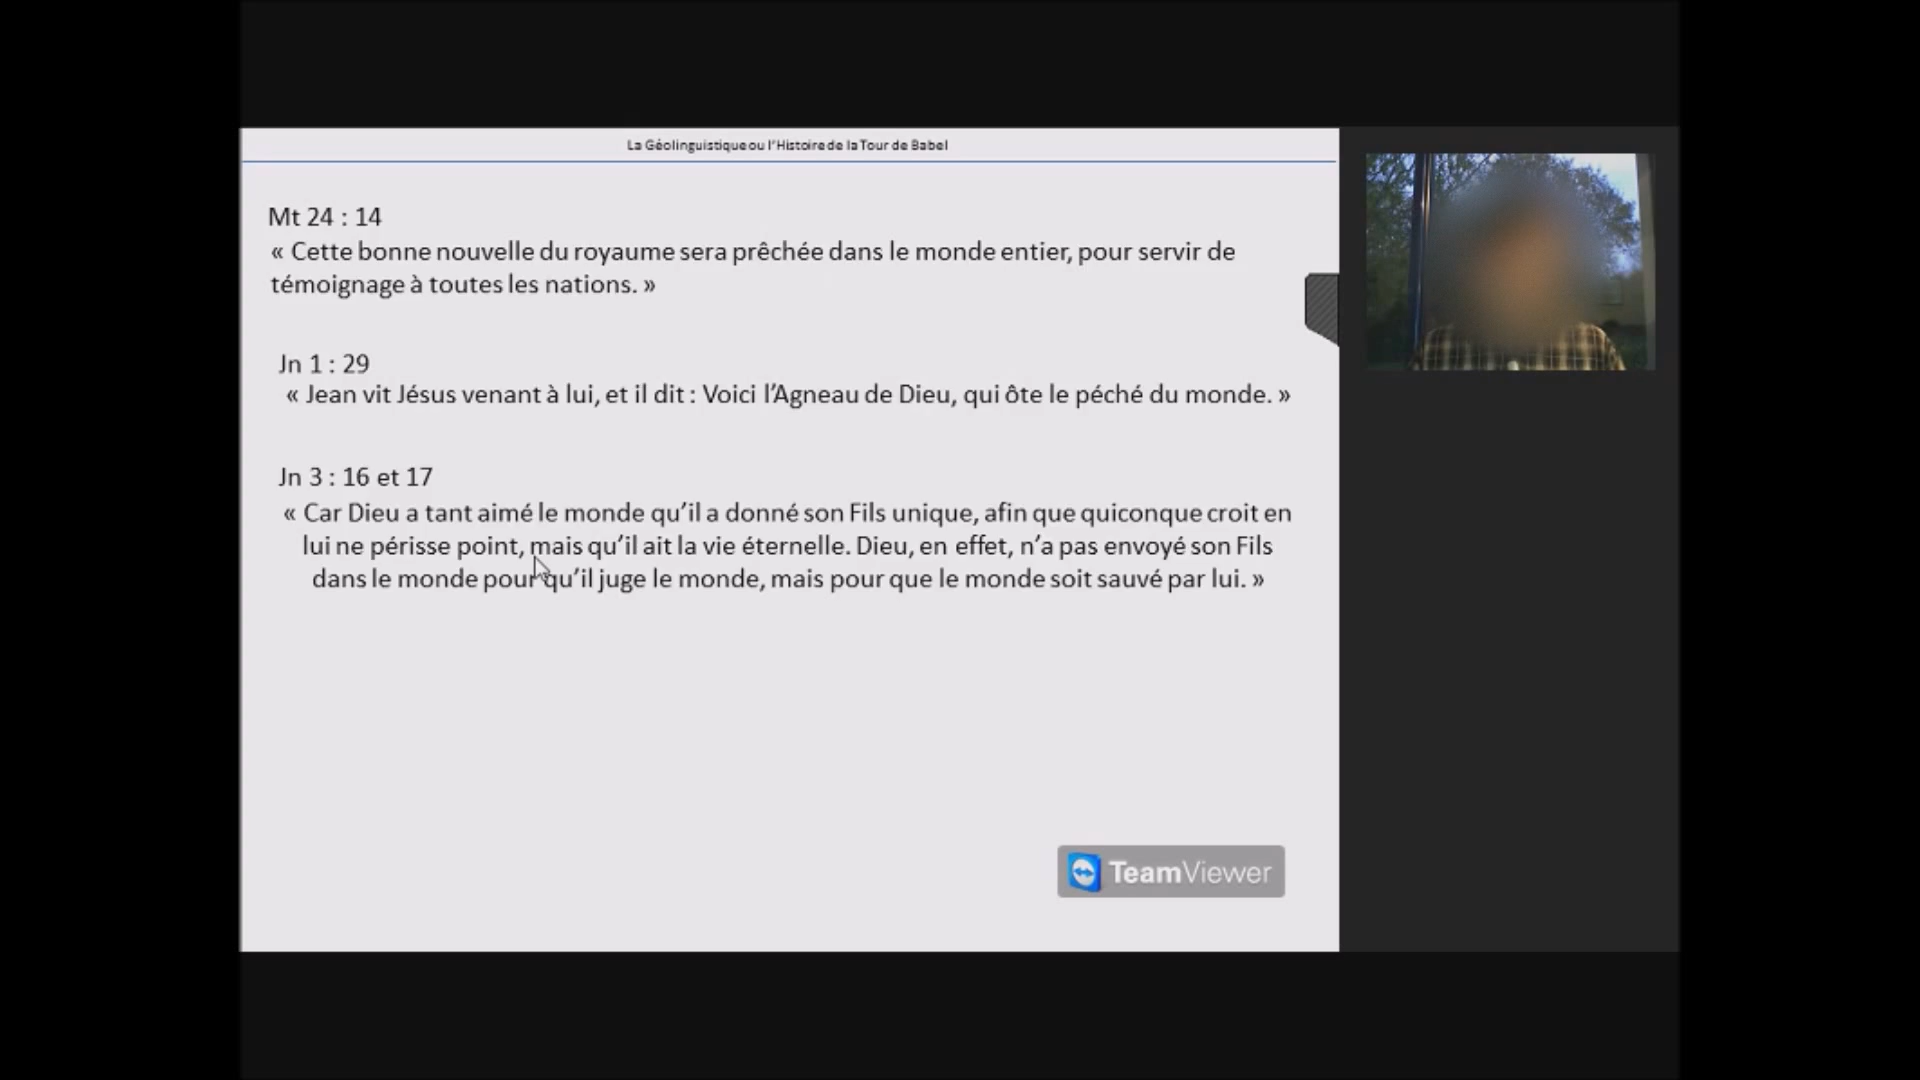 La Géolinguistique ou l'Histoire de la Tour de Babel
Mt 24 : 14
« Cette bonne nouvelle du royaume sera prêchée dans le monde entier, pour servir de
témoignage à toutes les nations. »
Jn 1 : 29
« Jean vit Jésus venant à lui, et il dit : Voici l’Agneau de Dieu, qui ôte le péché du monde. »
Jn 3 : 16 et 17
« Car Dieu a tant aimé le monde qu’il a donné son Fils unique, afin que quiconque croit en
lui ne périsse point, mais qu’il ait la vie éternelle. Dieu, en effet, n’a pas envoyé son Fils
dans le monde pour qu’il juge le monde, mais pour que le monde soit sauvé par lui. »
TeamViewer